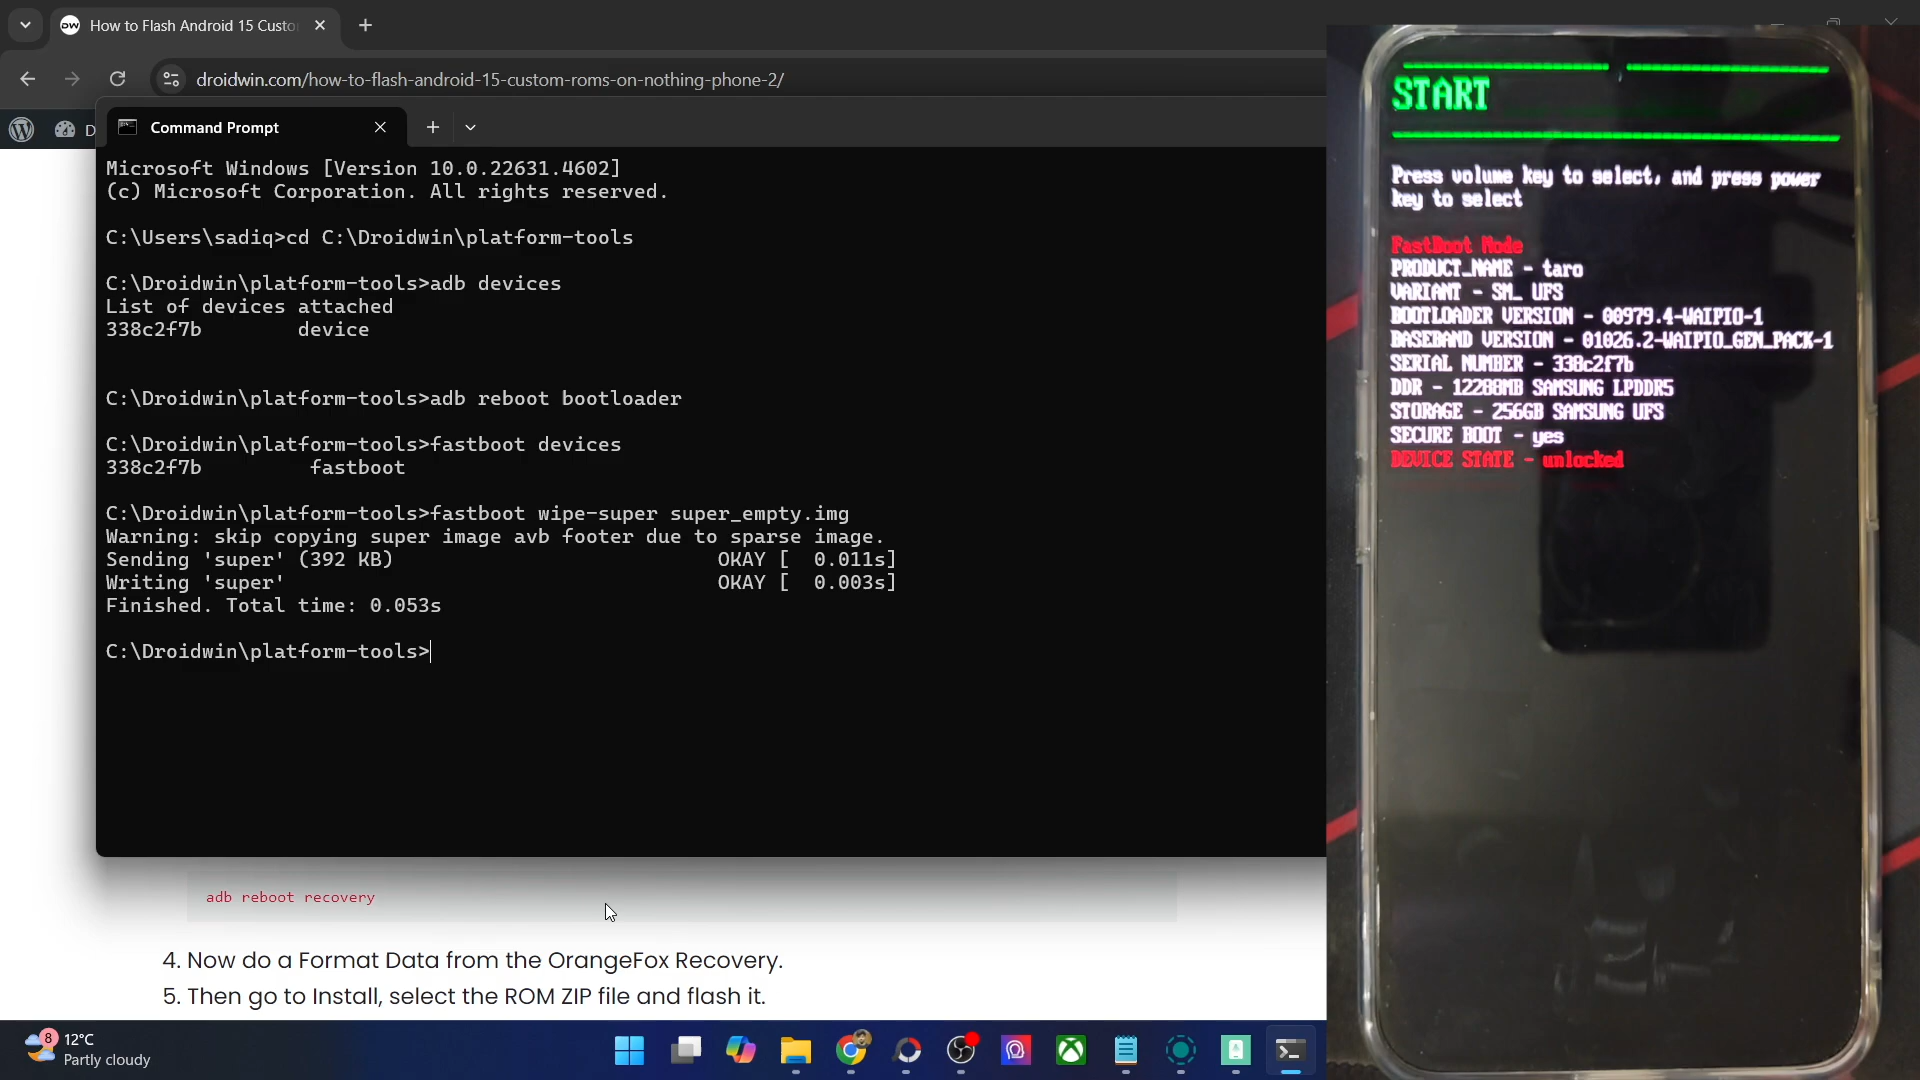 How to Flash Android 15 Custo
droidwin.com/how-to-flash-android-15-custom-roms-on-nothing-phone-2/
D
Command Prompt
Microsoft Windows [Version 10.0.22631.4602]
(c) Microsoft Corporation. All rights reserved.
C:\Users\sadiq>cd C:\Droidwin\platform-tools
C:\Droidwin\platform-tools>adb devices
List of devices attached
338c2f7b device
C:\Droidwin\platform-tools>adb reboot bootloader
C:\Droidwin\platform-tools>fastboot devices
338c2f7b fastboot
C:\Droidwin\platform-tools>fastboot wipe-super super_empty.img
Warning: skip copying super image avb footer due to sparse image.
Sending 'super' (392 KB) OKAY [ 0.011s]
Writing 'super' OKAY [ 0.003s]
Finished. Total time: 0.053s
C:\Droidwin\platform-tools>
adb reboot recovery
4. Now do a Format Data from the OrangeFox Recovery.
5. Then go to Install, select the ROM ZIP file and flash it.
8
12°C
Partly cloudy
START
Press volume key to select, and press power
key to select
FastBoot Mode
PRODUCT_NAME - taro
VARIANT - SM_ UFS
BOOTLOADER VERSION - 00979.4-WAIPIO-1
BASEBAND VERSION - 01026.2-WAIPIO_GEN_PACK-1
SERIAL NUMBER - 338c2f7b
DDR - 12288MB SAMSUNG LPDDR5
STORAGE - 256GB SAMSUNG UFS
SECURE BOOT - yes
DEVICE STATE - unlocked